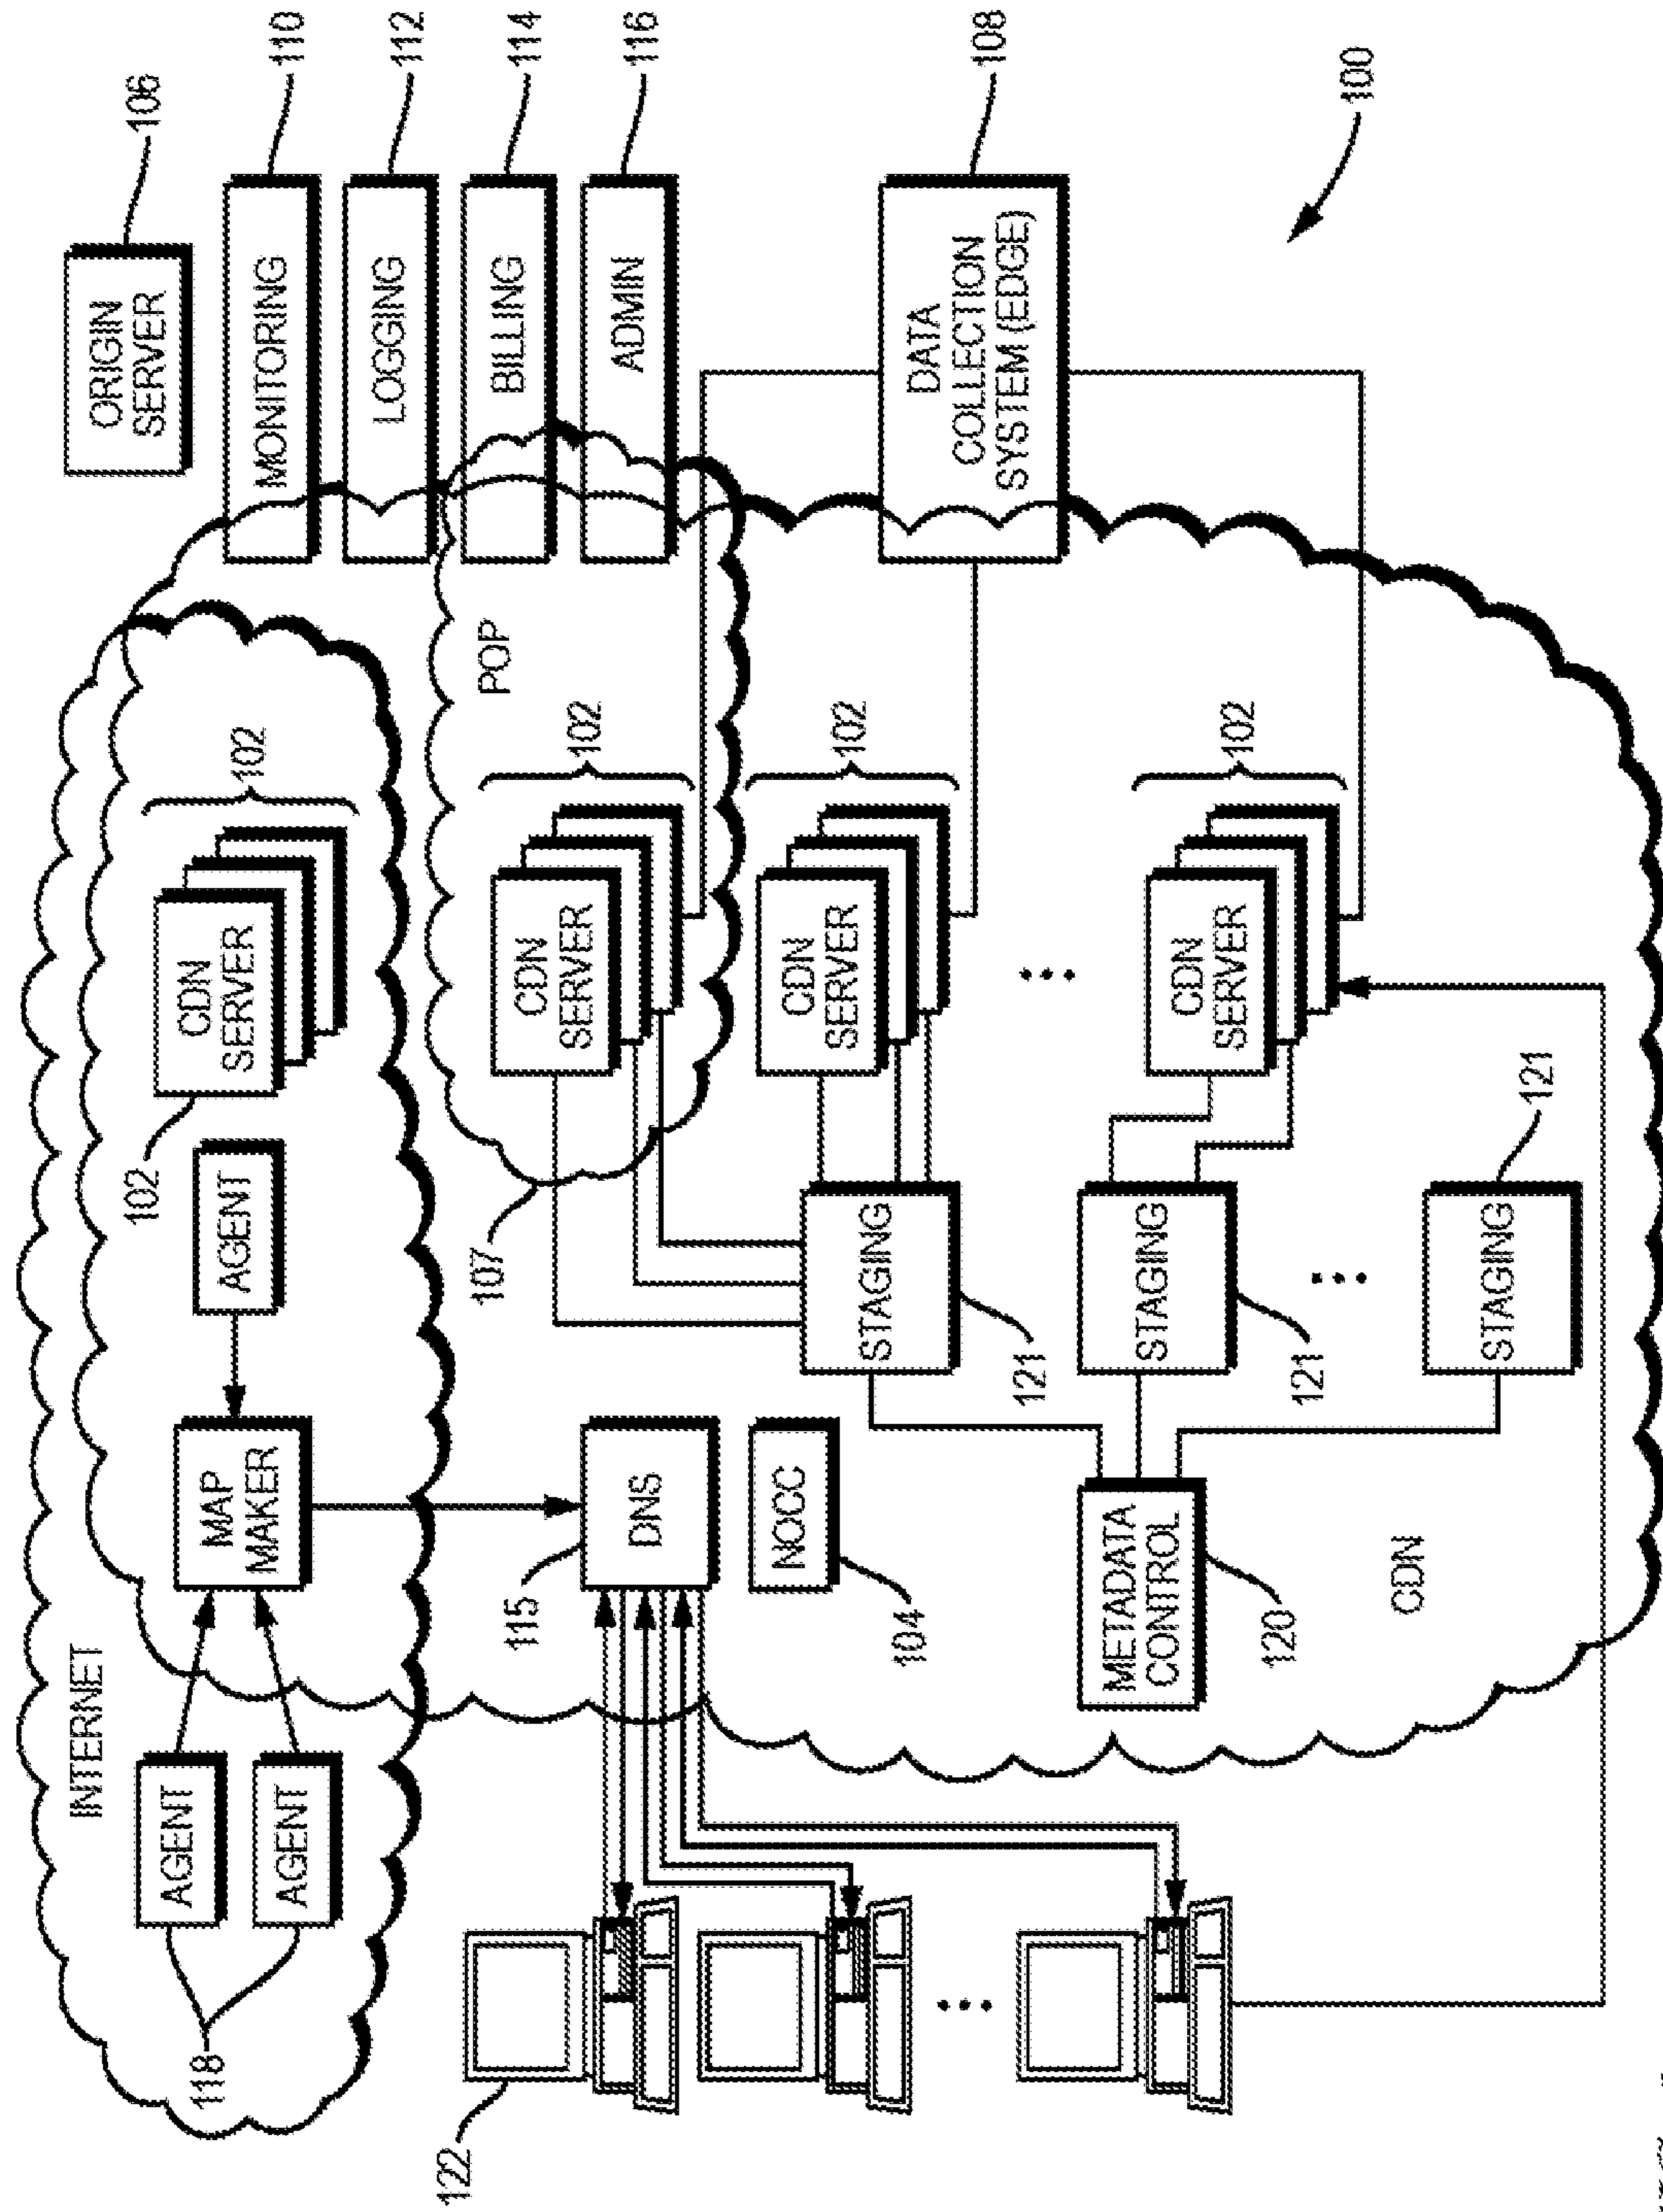 INTERNET
118
AGENT
AGENT
MAP
MAKER
AGENT
102
CDN
SERVER
102
ORIGIN
SERVER
106
MONITORING
110
LOGGING
112
BILLING
114
ADMIN
116
122
115
DNS
107
CDN
SERVER
102
POP
104
NOCC
STAGING
121
CDN
SERVER
102
DATA
COLLECTION
SYSTEM (EDGE)
108
METADATA
CONTROL
120
STAGING
121
CDN
SERVER
102
STAGING
121
CDN
100